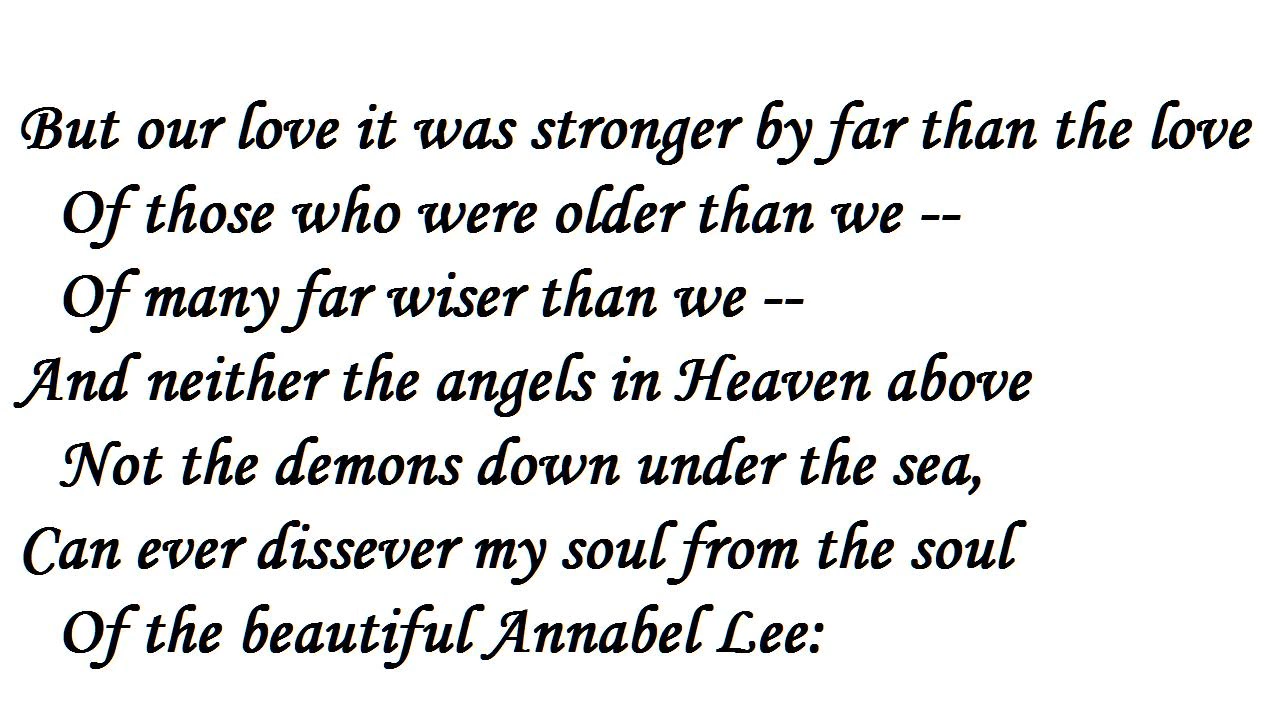 But our love it was stronger by far than the love
Of those who were older than we --
Of many far wiser than we --
And neither the angels in Heaven above
Not the demons down under the sea,
Can ever dissever my soul from the soul
Of the beautiful Annabel Lee: